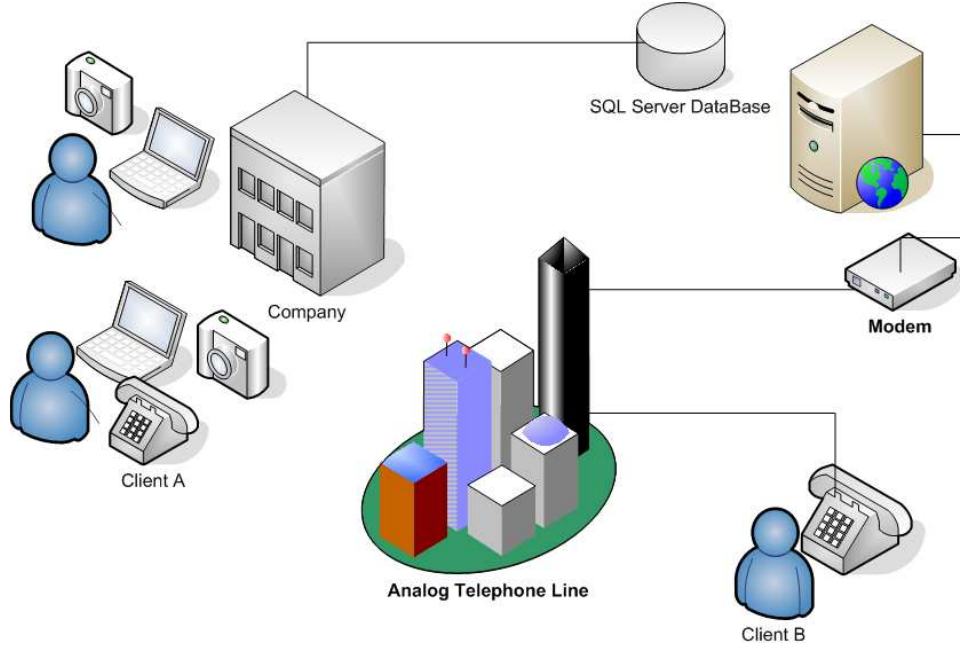 SQL Server DataBase
Company
Modem
Client A
Analog Telephone Line
Client B